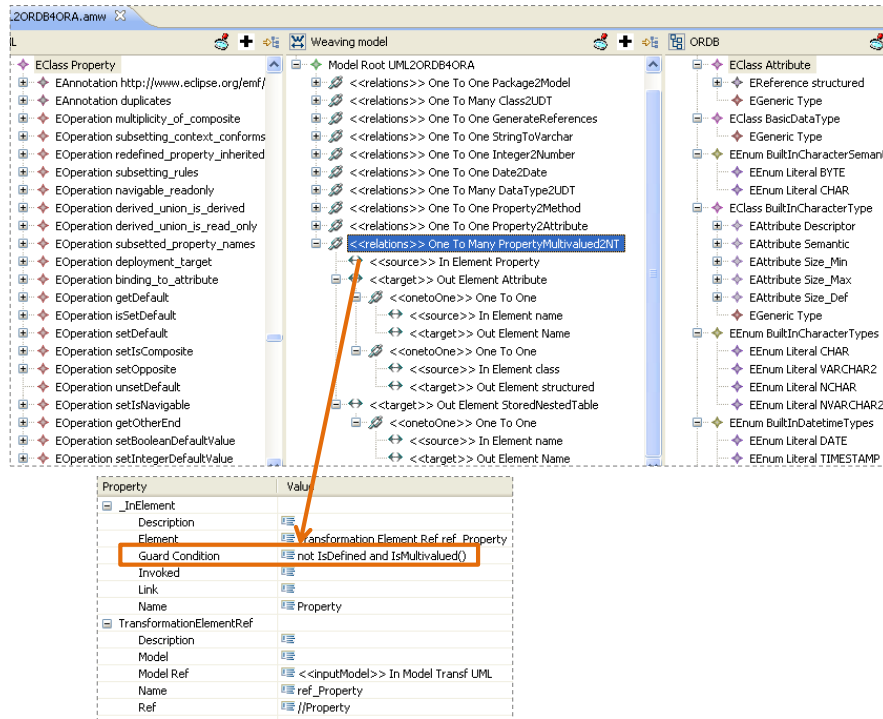 .2ORDB4ORA.amw
IL
EClass Property
EAnnotation http://www.eclipse.org/emf/
EAnnotation duplicates
EOperation multiplicity_of_composite
EOperation subsetting_context_conforms
EOperation redefined_property_inherited
EOperation subsetting_rules
EOperation navigable_readonly
EOperation derived_union_is_derived
EOperation derived_union_is_read_only
EOperation subsetted_property_names
EOperation deployment_target
EOperation binding_to_attribute
EOperation getDefault
EOperation isSetDefault
EOperation setDefault
EOperation setIsComposite
EOperation setOpposite
EOperation unsetDefault
EOperation setIsNavigable
EOperation getOtherEnd
EOperation setBooleanDefaultValue
EOperation setIntegerDefaultValue
Weaving model
Model Root UML2ORDB4ORA
<<relations>> One To One Package2Model
<<relations>> One To Many Class2UDT
<<relations>> One To One GenerateReferences
<<relations>> One To One StringToVarchar
<<relations>> One To One Integer2Number
<<relations>> One To One Date2Date
<<relations>> One To Many DataType2UDT
<<relations>> One To One Property2Method
<<relations>> One To One Property2Attribute
<<relations>> One To Many PropertyMultivalued2NT
<<source>> In Element Property
<<target>> Out Element Attribute
<<onetoOne>> One To One
<<source>> In Element name
<<target>> Out Element Name
<<onetoOne>> One To One
<<source>> In Element class
<<target>> Out Element structured
<<target>> Out Element StoredNestedTable
<<onetoOne>> One To One
<<source>> In Element name
<<target>> Out Element Name
ORDB
EClass Attribute
EReference structured
EGeneric Type
EClass BasicDataType
EGeneric Type
EEnum BuiltInCharacterSemant
EEnum Literal BYTE
EEnum Literal CHAR
EClass BuiltInCharacterType
EAttribute Descriptor
EAttribute Semantic
EAttribute Size_Min
EAttribute Size_Max
EAttribute Size_Def
EGeneric Type
EEnum BuiltInCharacterTypes
EEnum Literal CHAR
EEnum Literal VARCHAR2
EEnum Literal NCHAR
EEnum Literal NVARCHAR2
EEnum BuiltInDatetimeTypes
EEnum Literal DATE
EEnum Literal TIMESTAMP
Property Value
_InElement
Description
Element Transformation Element Ref ref_Property
Guard Condition not IsDefined and IsMultivalued()
Invoked
Link
Name Property
TransformationElementRef
Description
Model
Model Ref <<inputModel>> In Model Transf UML
Name ref_Property
Ref //Property